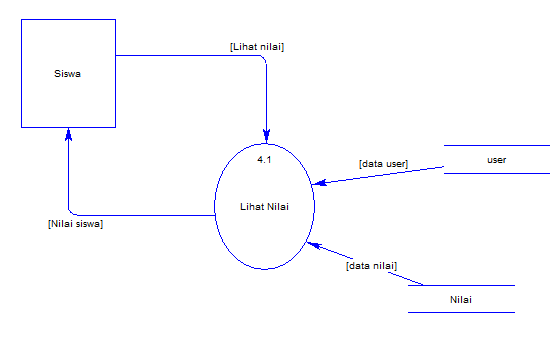 [Lihat nilai]
Siswa
4.1
[data user]
user
Lihat Nilai
[Nilai siswa]
[data nilai]
Nilai